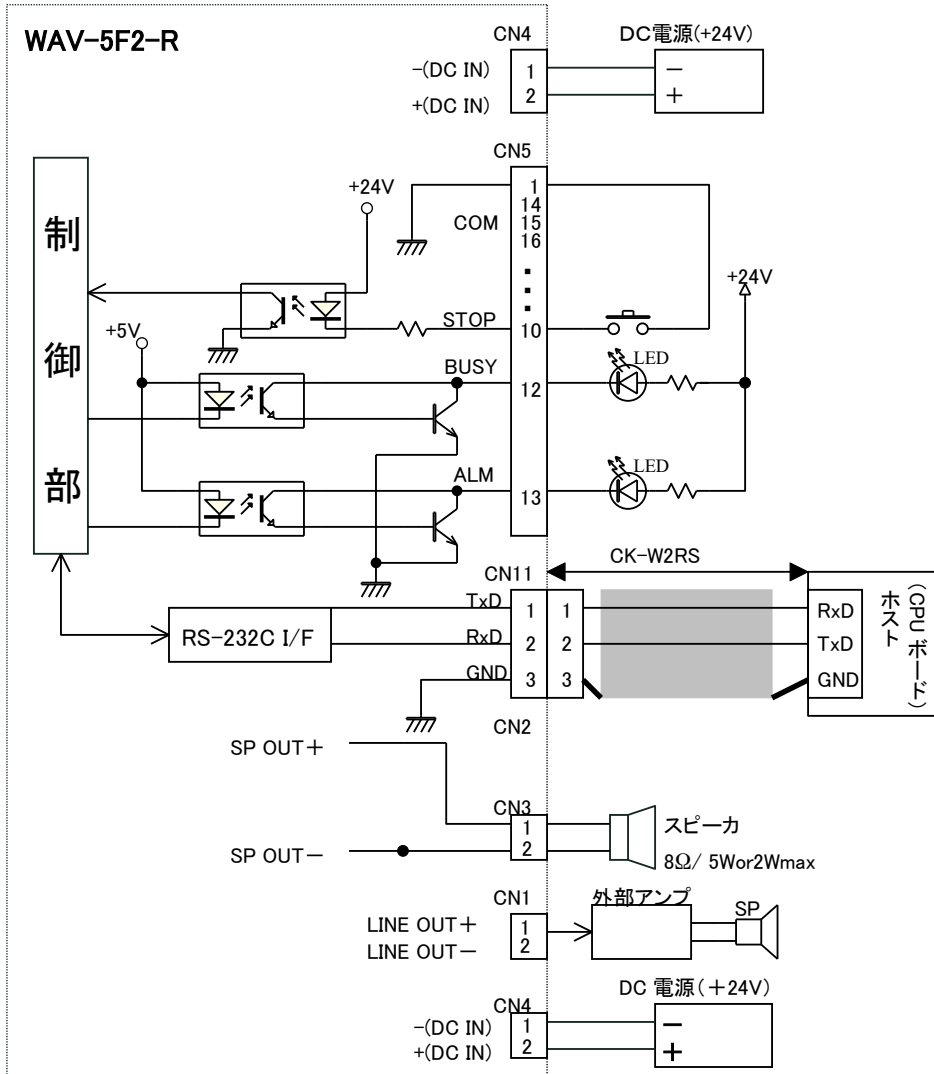 WAV-5F2-R
CN4
DC電源(+24V)
-(DC IN)
1
−
+(DC IN)
2
+
CN5
+24V
1
14
COM
15
16
制御部
+24V
STOP
10
+5V
LED
BUSY
12
LED
ALM
13
CN11
CK-W2RS
TxD
1
1
RxD
RxD
2
2
TxD
GND
3
3
GND
ホスト
(CPU ボード)
RS-232C I/F
CN2
SP OUT+
CN3
1
スピーカ
SP OUT−
2
8Ω/ 5Wor2Wmax
CN1
外部アンプ
SP
LINE OUT+
1
LINE OUT−
2
DC 電源(+24V)
CN4
-(DC IN)
1
−
+(DC IN)
2
+